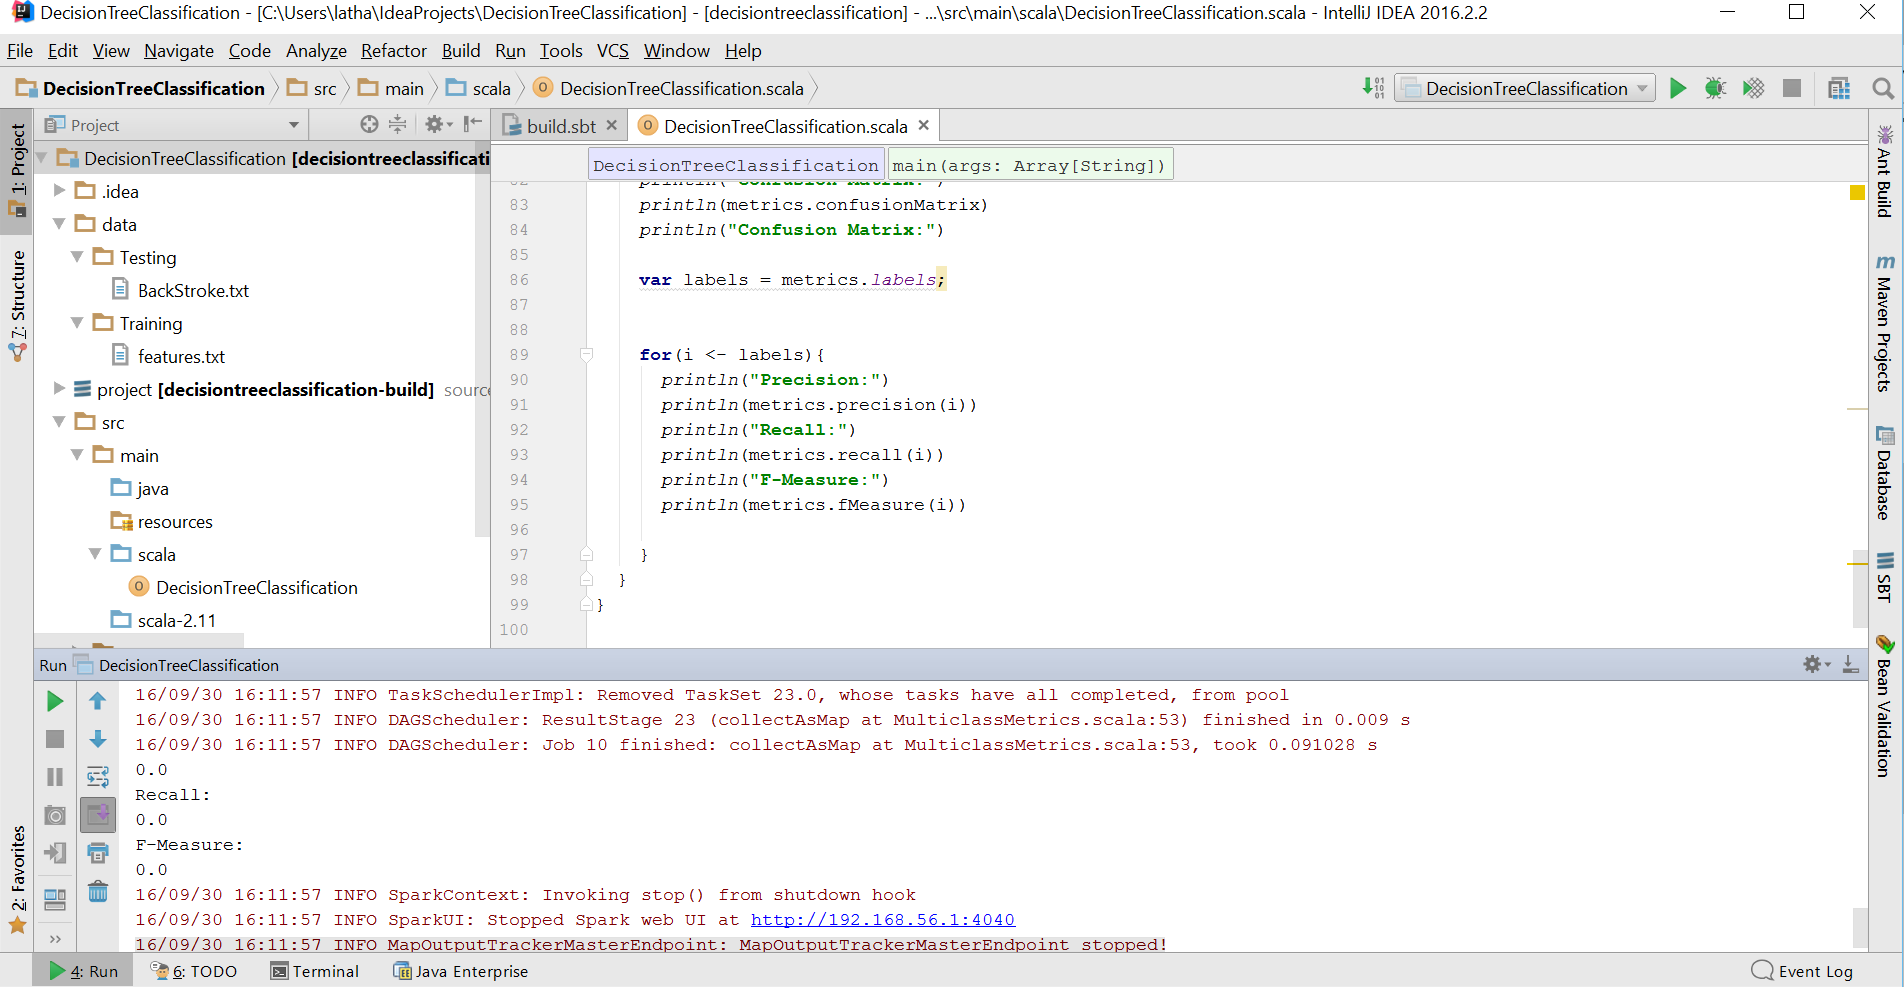 DecisionTreeClassification - [C:\Users\latha\IdeaProjects\DecisionTreeClassification] - [decisiontreeclassification] - ...\src\main\scala\DecisionTreeClassification.scala - IntelliJ IDEA 2016.2.2
File Edit View Navigate Code Analyze Refactor Build Run Tools VCS Window Help
DecisionTreeClassification src main scala DecisionTreeClassification.scala DecisionTreeClassification
1: Project
7: Structure
2: Favorites
Project
DecisionTreeClassification [decisiontreeclassificati
.idea
data
Testing
BackStroke.txt
Training
features.txt
project [decisiontreeclassification-build] source
src
main
java
resources
scala
DecisionTreeClassification
scala-2.11
build.sbt DecisionTreeClassification.scala
DecisionTreeClassification main(args: Array[String])
82 println("Confusion Matrix:")
83 println(metrics.confusionMatrix)
84 println("Confusion Matrix:")
85
86 var labels = metrics.labels;
87
88
89 for(i <- labels){
90 println("Precision:")
91 println(metrics.precision(i))
92 println("Recall:")
93 println(metrics.recall(i))
94 println("F-Measure:")
95 println(metrics.fMeasure(i))
96
97 }
98 }
99 }
100
Ant Build
Maven Projects
Database
SBT
Bean Validation
Run DecisionTreeClassification
16/09/30 16:11:57 INFO TaskSchedulerImpl: Removed TaskSet 23.0, whose tasks have all completed, from pool
16/09/30 16:11:57 INFO DAGScheduler: ResultStage 23 (collectAsMap at MulticlassMetrics.scala:53) finished in 0.009 s
16/09/30 16:11:57 INFO DAGScheduler: Job 10 finished: collectAsMap at MulticlassMetrics.scala:53, took 0.091028 s
0.0
Recall:
0.0
F-Measure:
0.0
16/09/30 16:11:57 INFO SparkContext: Invoking stop() from shutdown hook
16/09/30 16:11:57 INFO SparkUI: Stopped Spark web UI at http://192.168.56.1:4040
16/09/30 16:11:57 INFO MapOutputTrackerMasterEndpoint: MapOutputTrackerMasterEndpoint stopped!
4: Run 6: TODO Terminal Java Enterprise Event Log